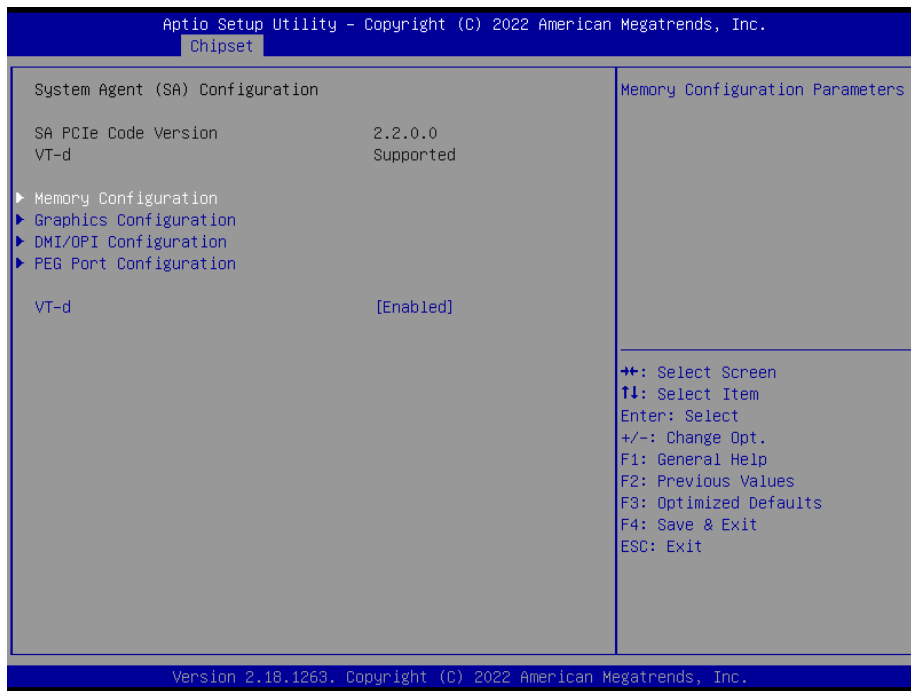 Aptio Setup Utility – Copyright (C) 2022 American Megatrends, Inc.
Chipset
System Agent (SA) Configuration
SA PCIe Code Version 2.2.0.0
VT-d Supported
Memory Configuration
Graphics Configuration
DMI/OPI Configuration
PEG Port Configuration
VT-d [Enabled]
Memory Configuration Parameters
→←: Select Screen
↑↓: Select Item
Enter: Select
+/-: Change Opt.
F1: General Help
F2: Previous Values
F3: Optimized Defaults
F4: Save & Exit
ESC: Exit
Version 2.18.1263. Copyright (C) 2022 American Megatrends, Inc.